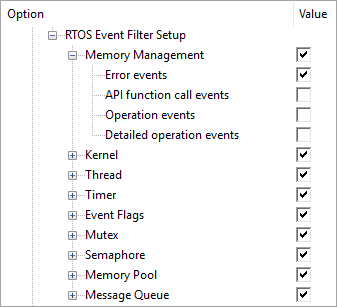 Option Value
RTOS Event Filter Setup
Memory Management
Error events
API function call events
Operation events
Detailed operation events
Kernel
Thread
Timer
Event Flags
Mutex
Semaphore
Memory Pool
Message Queue